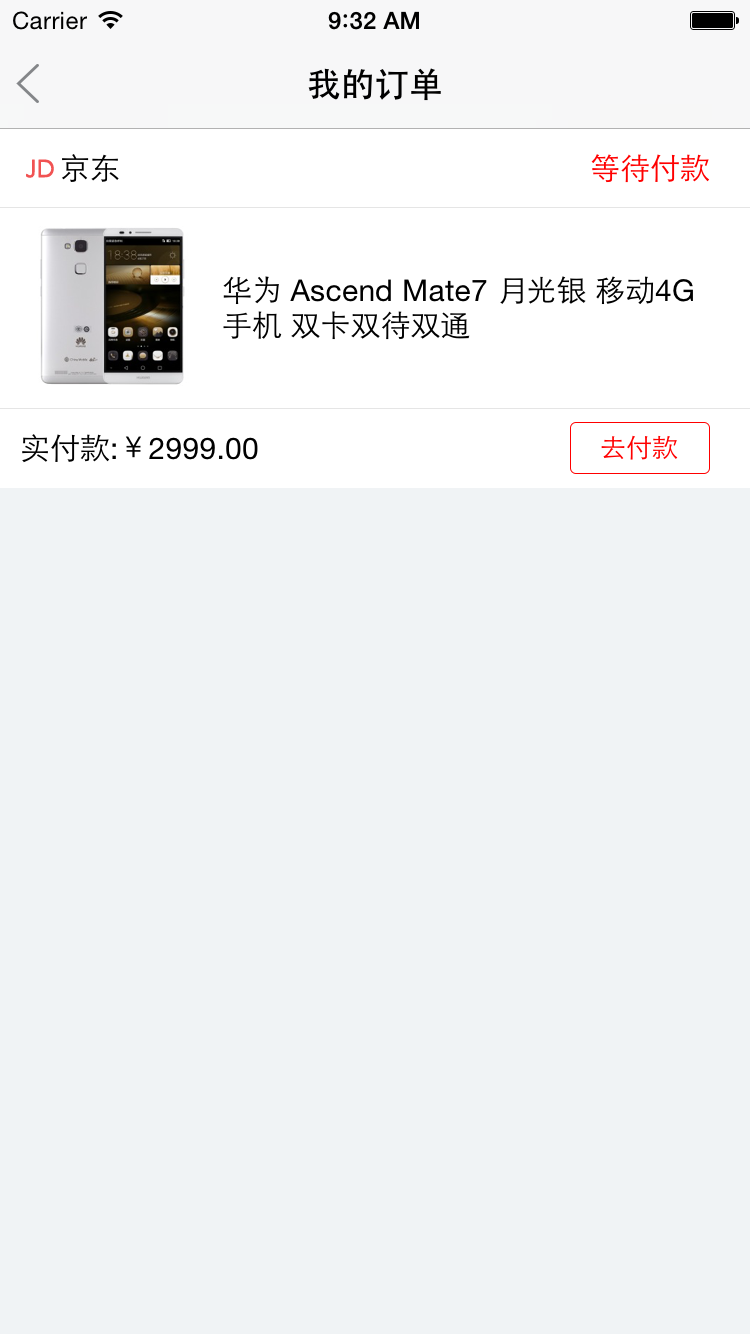 Carrier 9:32 AM
我的订单
JD 京东 等待付款
华为 Ascend Mate7 月光银 移动4G
手机 双卡双待双通
实付款:￥2999.00 去付款